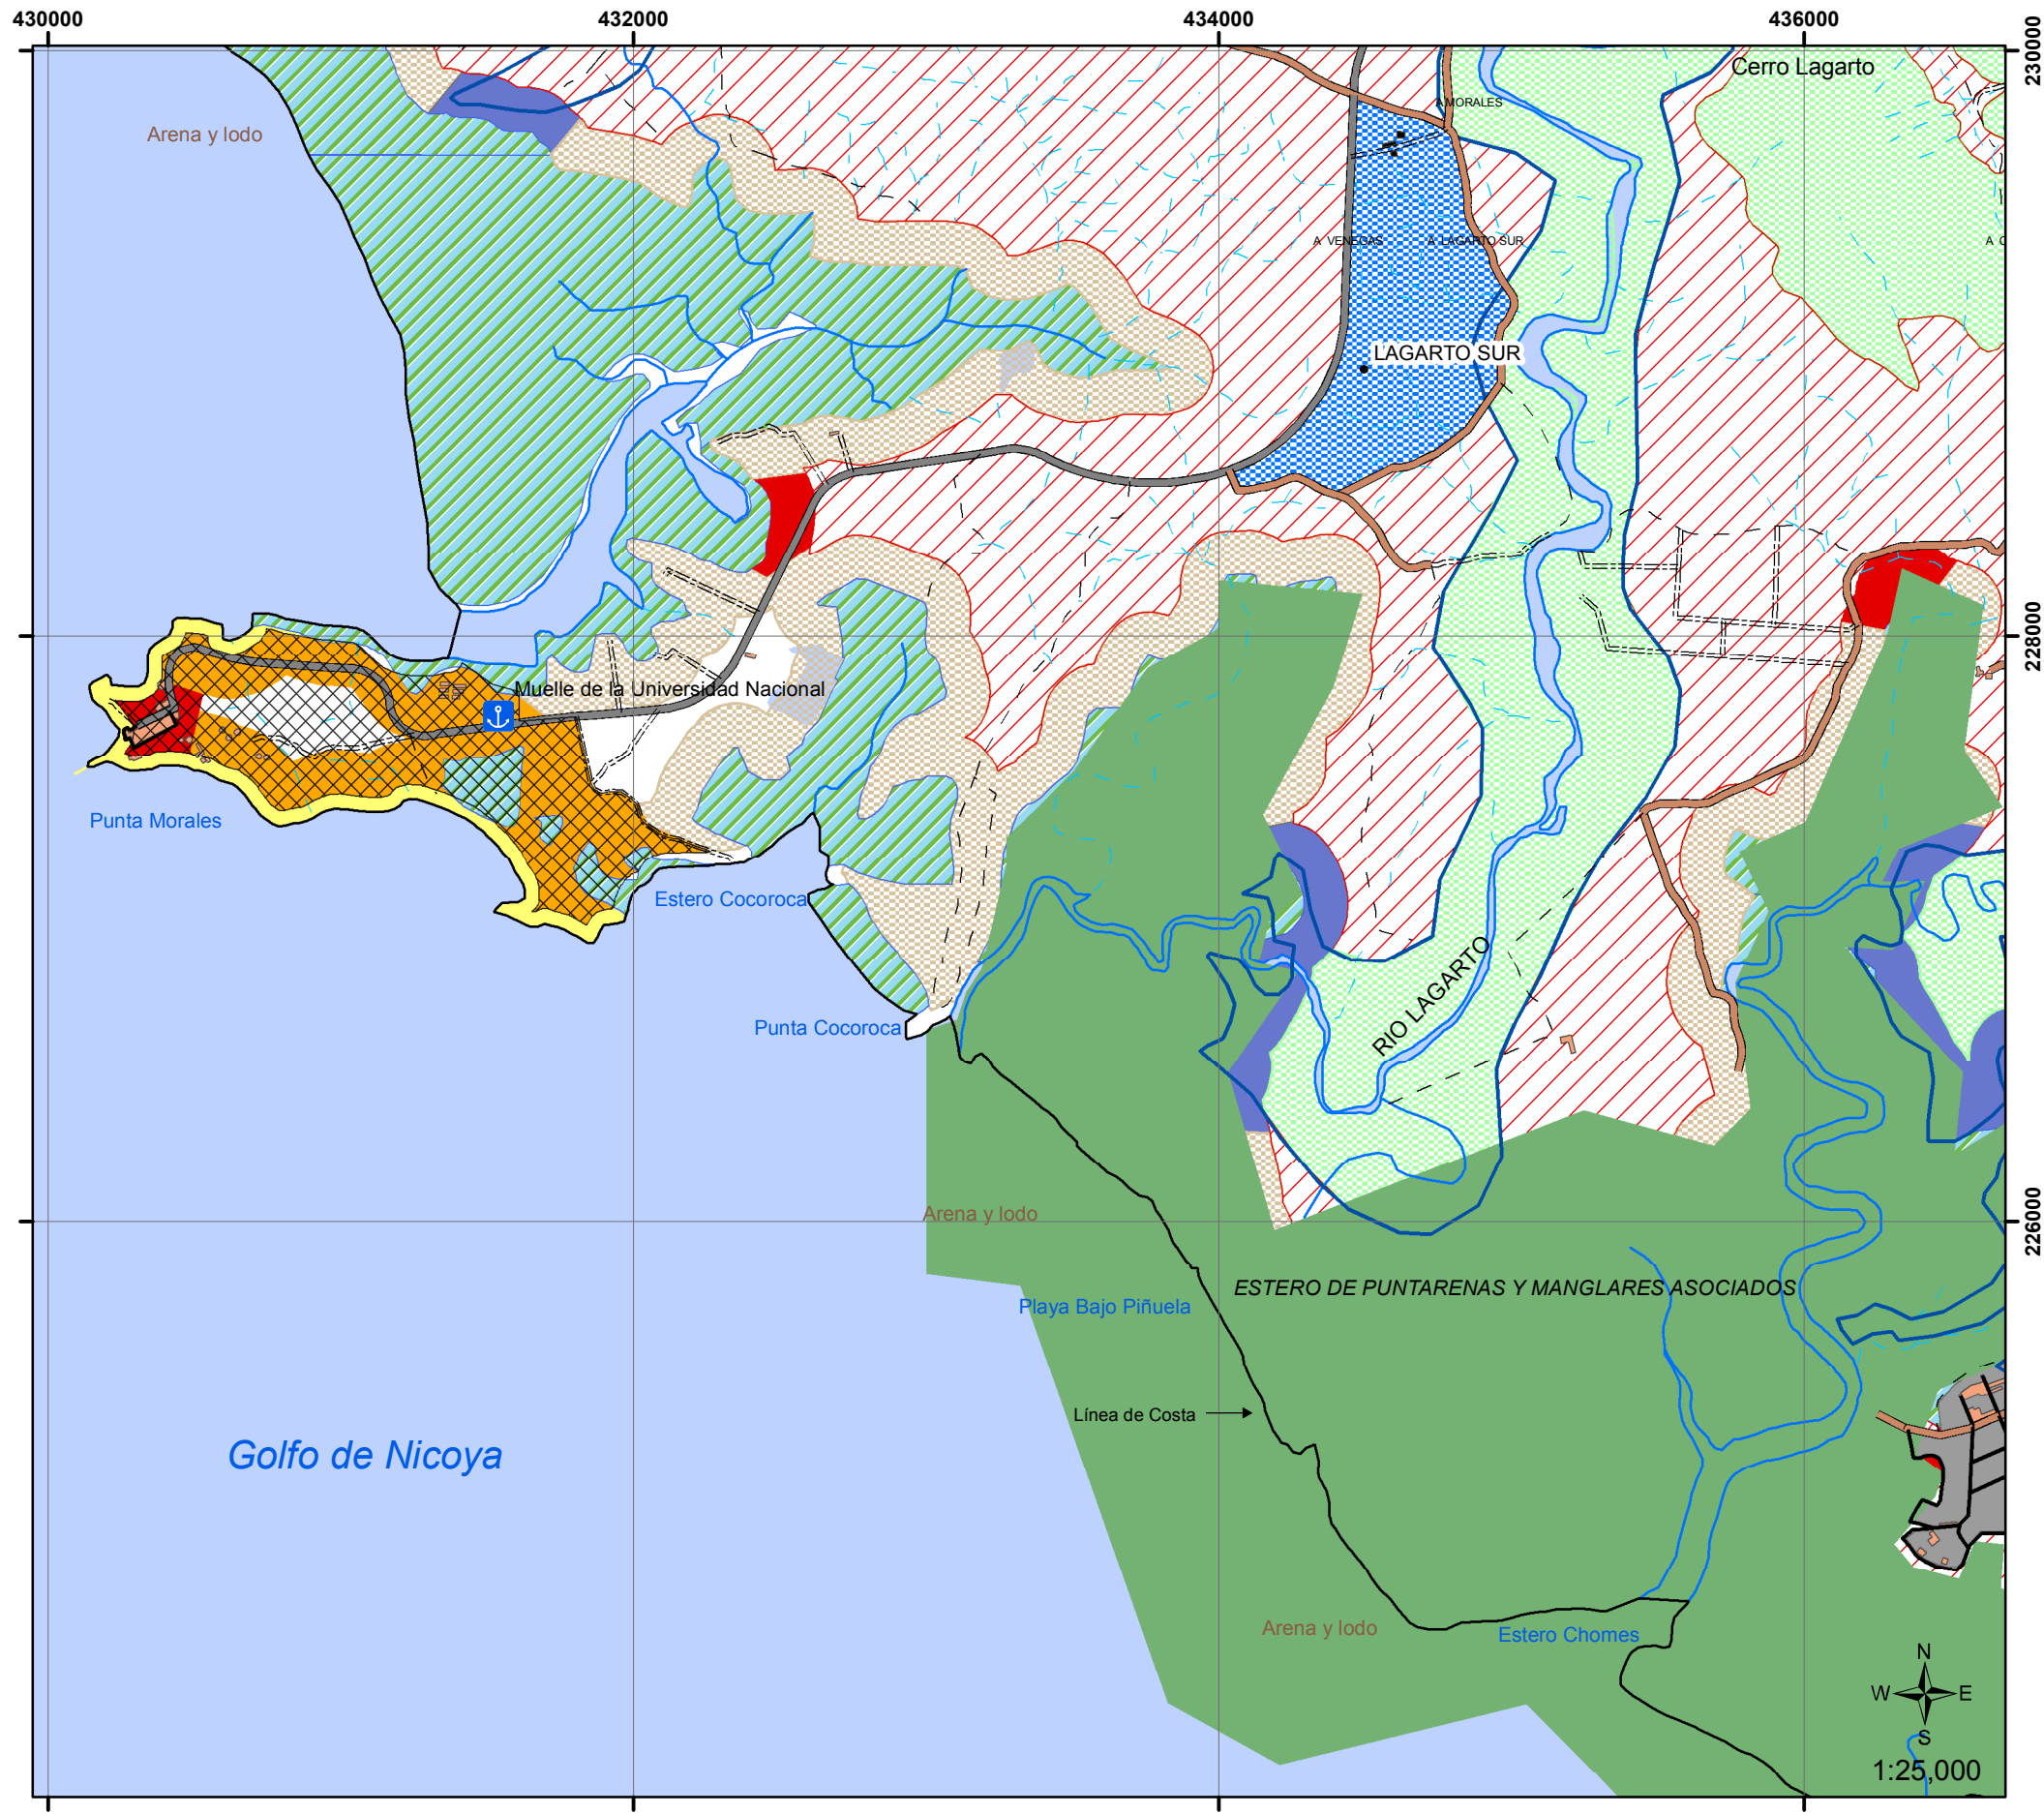 430000
432000
434000
436000
230000
Cerro Lagarto
A MORALES
Arena y lodo
A VENEGAS
A LAGARTO SUR
A C
LAGARTO SUR
228000
Muelle de la Universidad Nacional
Punta Morales
Estero Cocoroca
RIO LAGARTO
Punta Cocoroca
Arena y lodo
226000
ESTERO DE PUNTARENAS Y MANGLARES ASOCIADOS
Playa Bajo Piñuela
Línea de Costa
Golfo de Nicoya
Arena y lodo
Estero Chomes
N
W
E
S
1:25,000